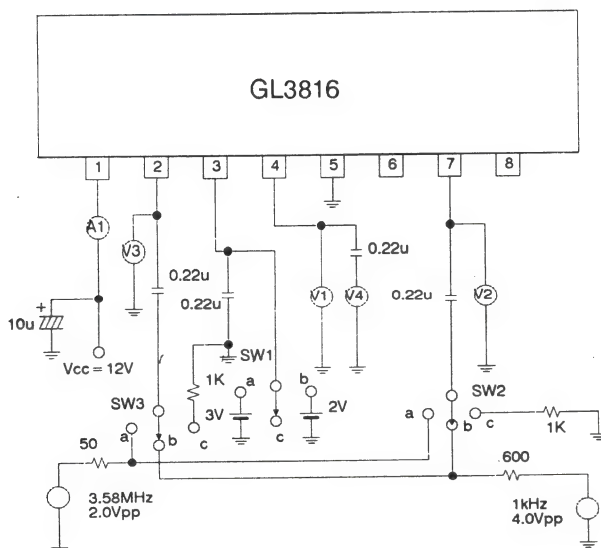 GL3816
1 2 3 4 5 6 7 8
A1
V3
0.22u
0.22u
V1
0.22u
V4
0.22u
V2
+
10u
Vcc = 12V
SW1
1K
a
3V
c
c
b
2V
SW3
a
b
SW2
a
b
c
1K
50
.600
3.58MHz
2.0Vpp
1kHz
4.0Vpp